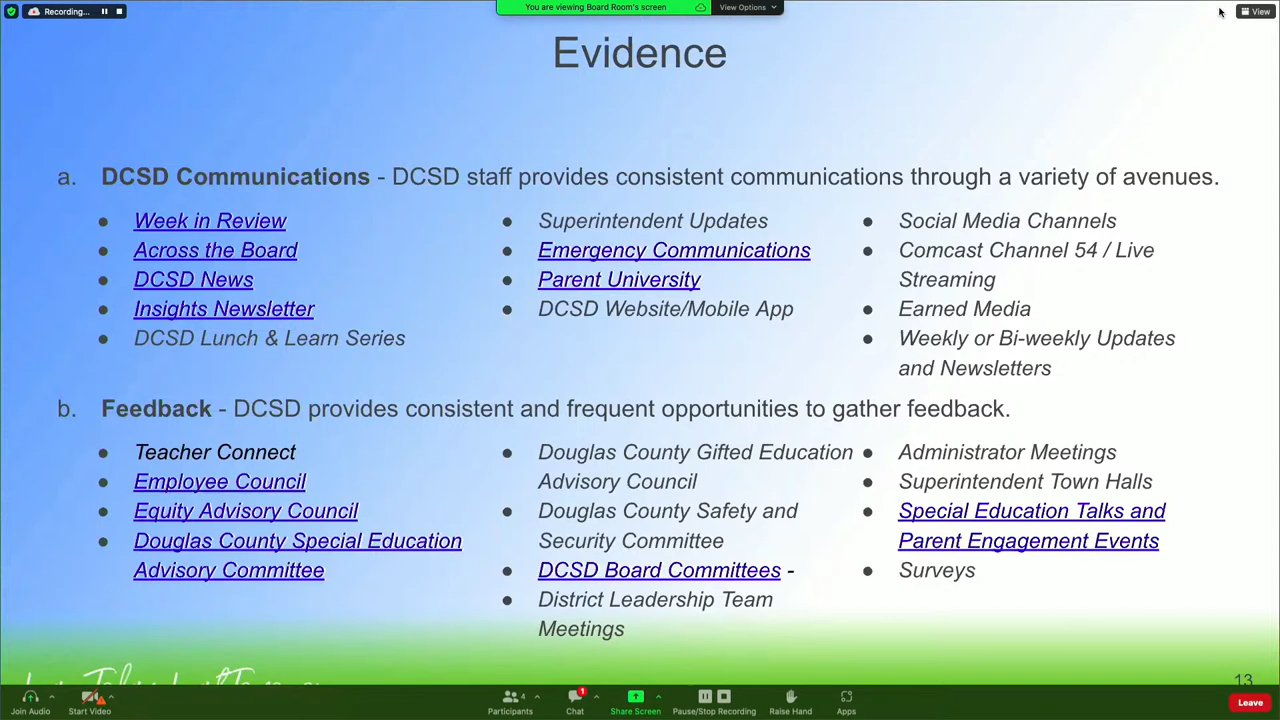 Recording...
You are viewing Board Room's screen
View Options
View
Evidence
a. DCSD Communications - DCSD staff provides consistent communications through a variety of avenues.
● Week in Review
● Across the Board
● DCSD News
● Insights Newsletter
● DCSD Lunch & Learn Series
● Superintendent Updates
● Emergency Communications
● Parent University
● DCSD Website/Mobile App
● Social Media Channels
● Comcast Channel 54 / Live
Streaming
● Earned Media
● Weekly or Bi-weekly Updates
and Newsletters
b. Feedback - DCSD provides consistent and frequent opportunities to gather feedback.
● Teacher Connect
● Employee Council
● Equity Advisory Council
● Douglas County Special Education
Advisory Committee
● Douglas County Gifted Education
Advisory Council
● Douglas County Safety and
Security Committee
● DCSD Board Committees -
● District Leadership Team
Meetings
● Administrator Meetings
● Superintendent Town Halls
● Special Education Talks and
Parent Engagement Events
● Surveys
13
Join Audio
Start Video
4
Participants
1
Chat
Share Screen
Pause/Stop Recording
Raise Hand
Apps
Leave